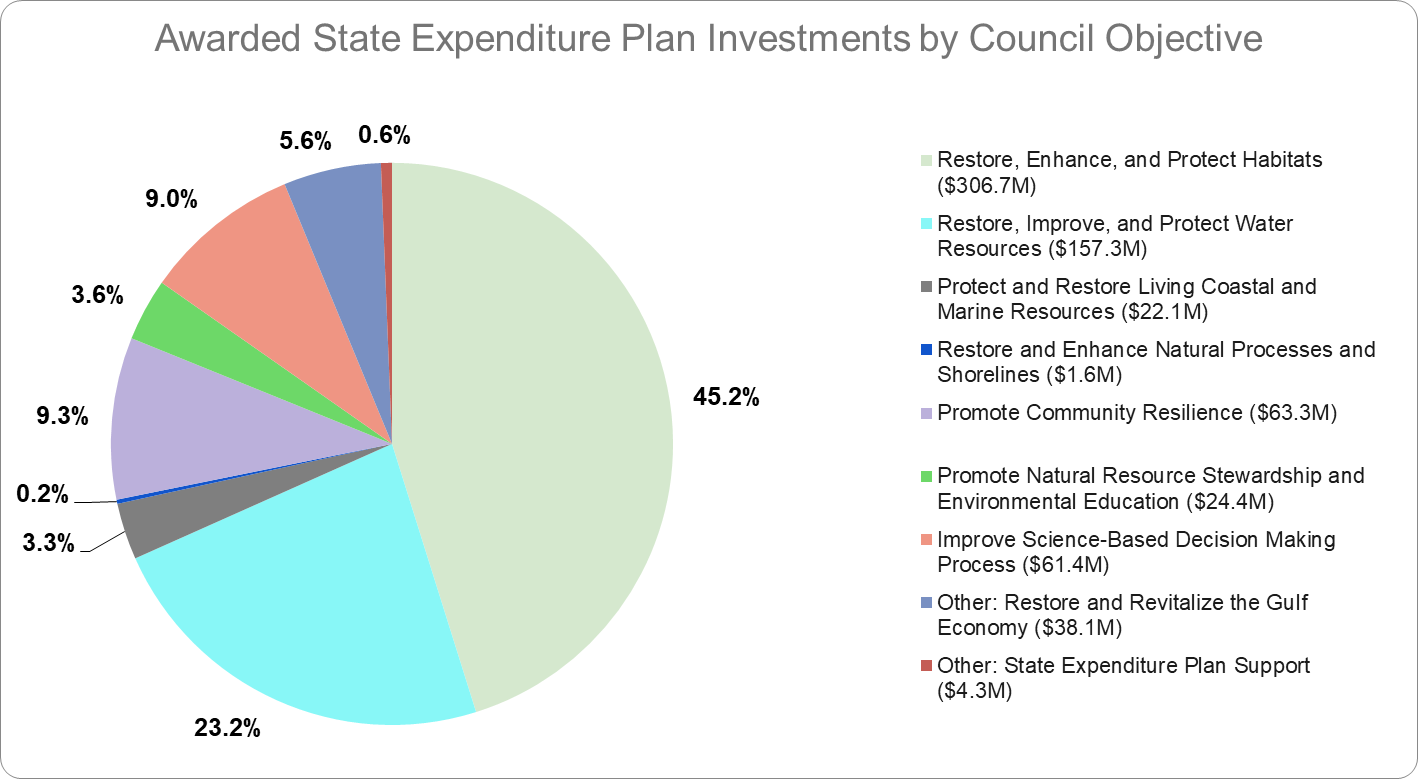 Awarded State Expenditure Plan Investments by Council Objective
0.6%
5.6%
9.0%
3.6%
9.3%
0.2%
3.3%
23.2%
45.2%
Restore, Enhance, and Protect Habitats
($306.7M)
Restore, Improve, and Protect Water
Resources ($157.3M)
Protect and Restore Living Coastal and
Marine Resources ($22.1M)
Restore and Enhance Natural Processes and
Shorelines ($1.6M)
Promote Community Resilience ($63.3M)
Promote Natural Resource Stewardship and
Environmental Education ($24.4M)
Improve Science-Based Decision Making
Process ($61.4M)
Other: Restore and Revitalize the Gulf
Economy ($38.1M)
Other: State Expenditure Plan Support
($4.3M)